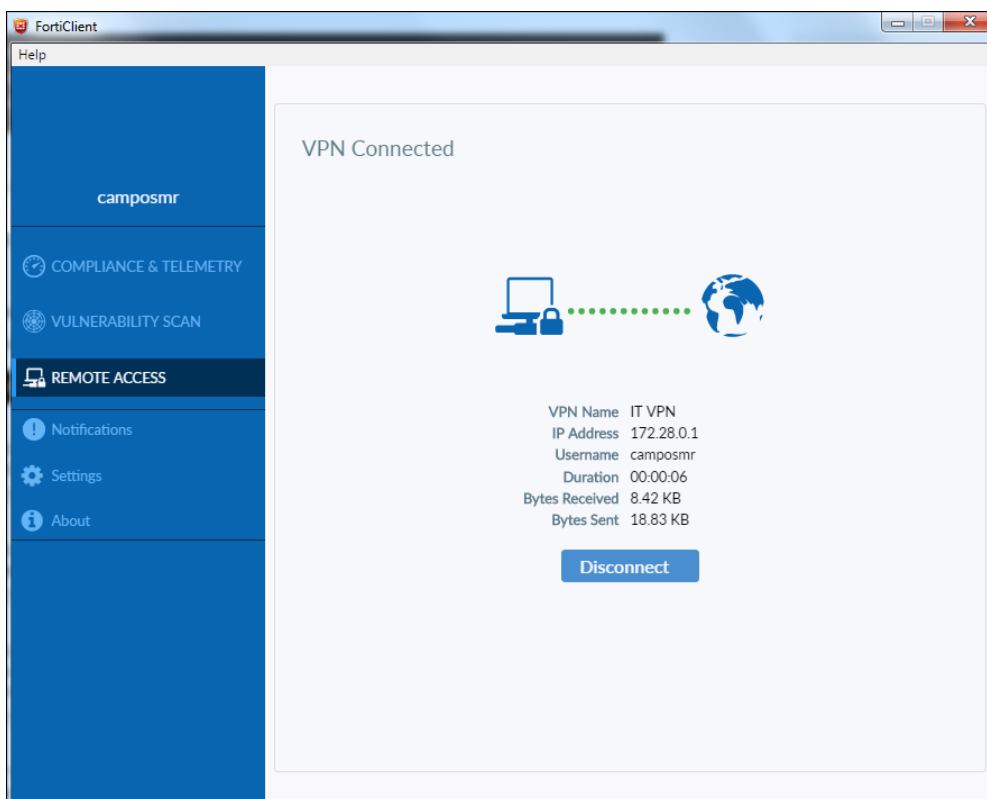 FortiClient
Help
camposmr
COMPLIANCE & TELEMETRY
VULNERABILITY SCAN
REMOTE ACCESS
Notifications
Settings
About
VPN Connected
VPN Name IT VPN
IP Address 172.28.0.1
Username camposmr
Duration 00:00:06
Bytes Received 8.42 KB
Bytes Sent 18.83 KB
Disconnect